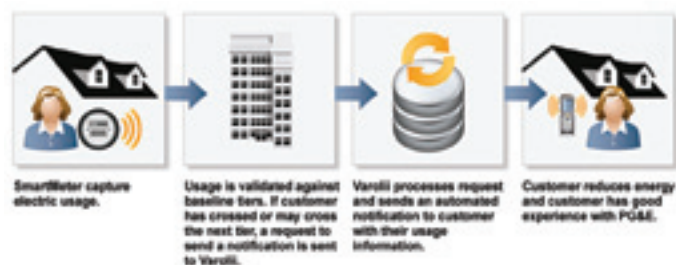 SmartMeter capture
electric usage.
Usage is validated against
baseline tiers. If customer
has crossed or may cross
the next tier, a request to
send a notification is sent
to Varolii.
Varolii processes request
and sends an automated
notification to customer
with their usage
information.
Customer reduces energy
and customer has good
experience with PG&E.